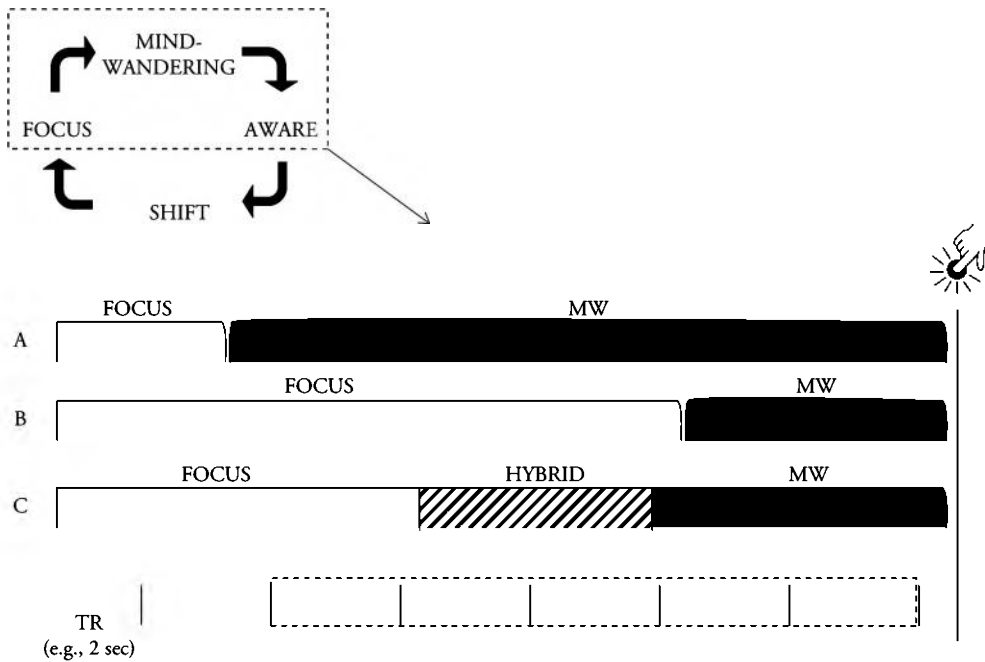 MIND-
WANDERING
FOCUS
AWARE
SHIFT
FOCUS
MW
A
FOCUS
MW
B
FOCUS
HYBRID
MW
C
TR
(e.g., 2 sec)